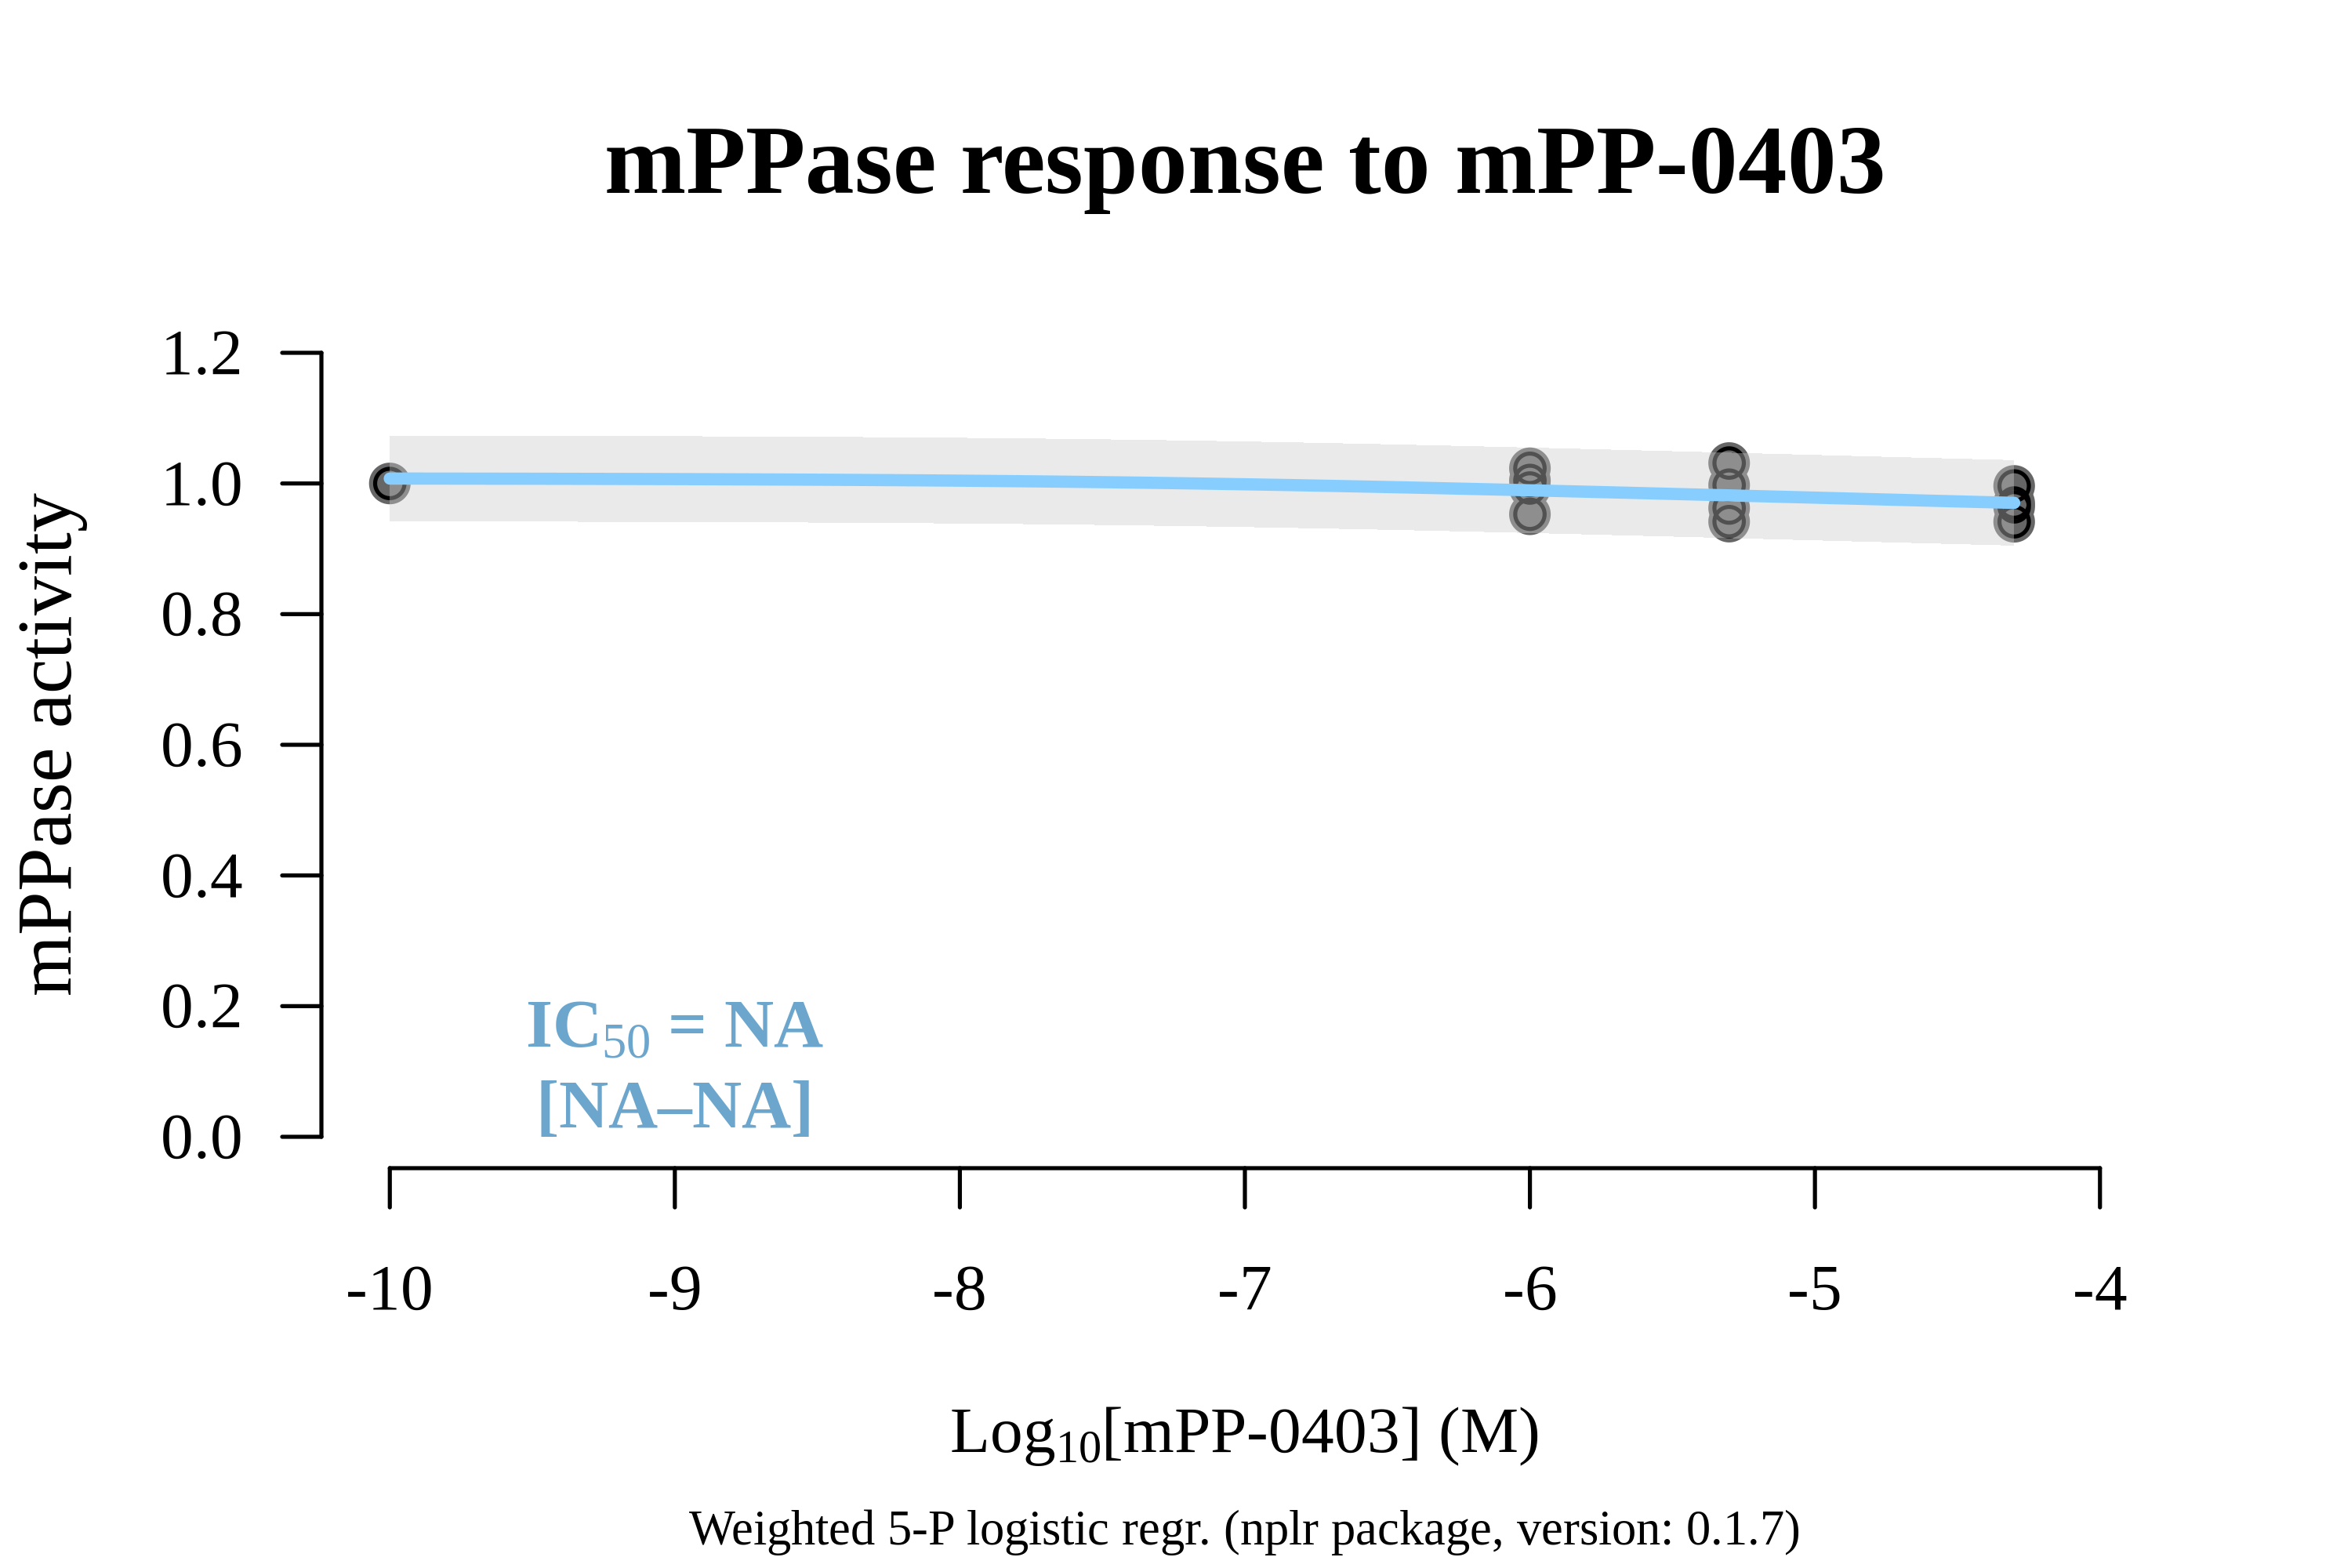 mPPase response to mPP-0403
mPPase activity
1.2
1.0
0.8
0.6
0.4
0.2
0.0
IC50 = NA
[NA–NA]
-10 -9 -8 -7 -6 -5 -4
Log10[mPP-0403] (M)
Weighted 5-P logistic regr. (nplr package, version: 0.1.7)